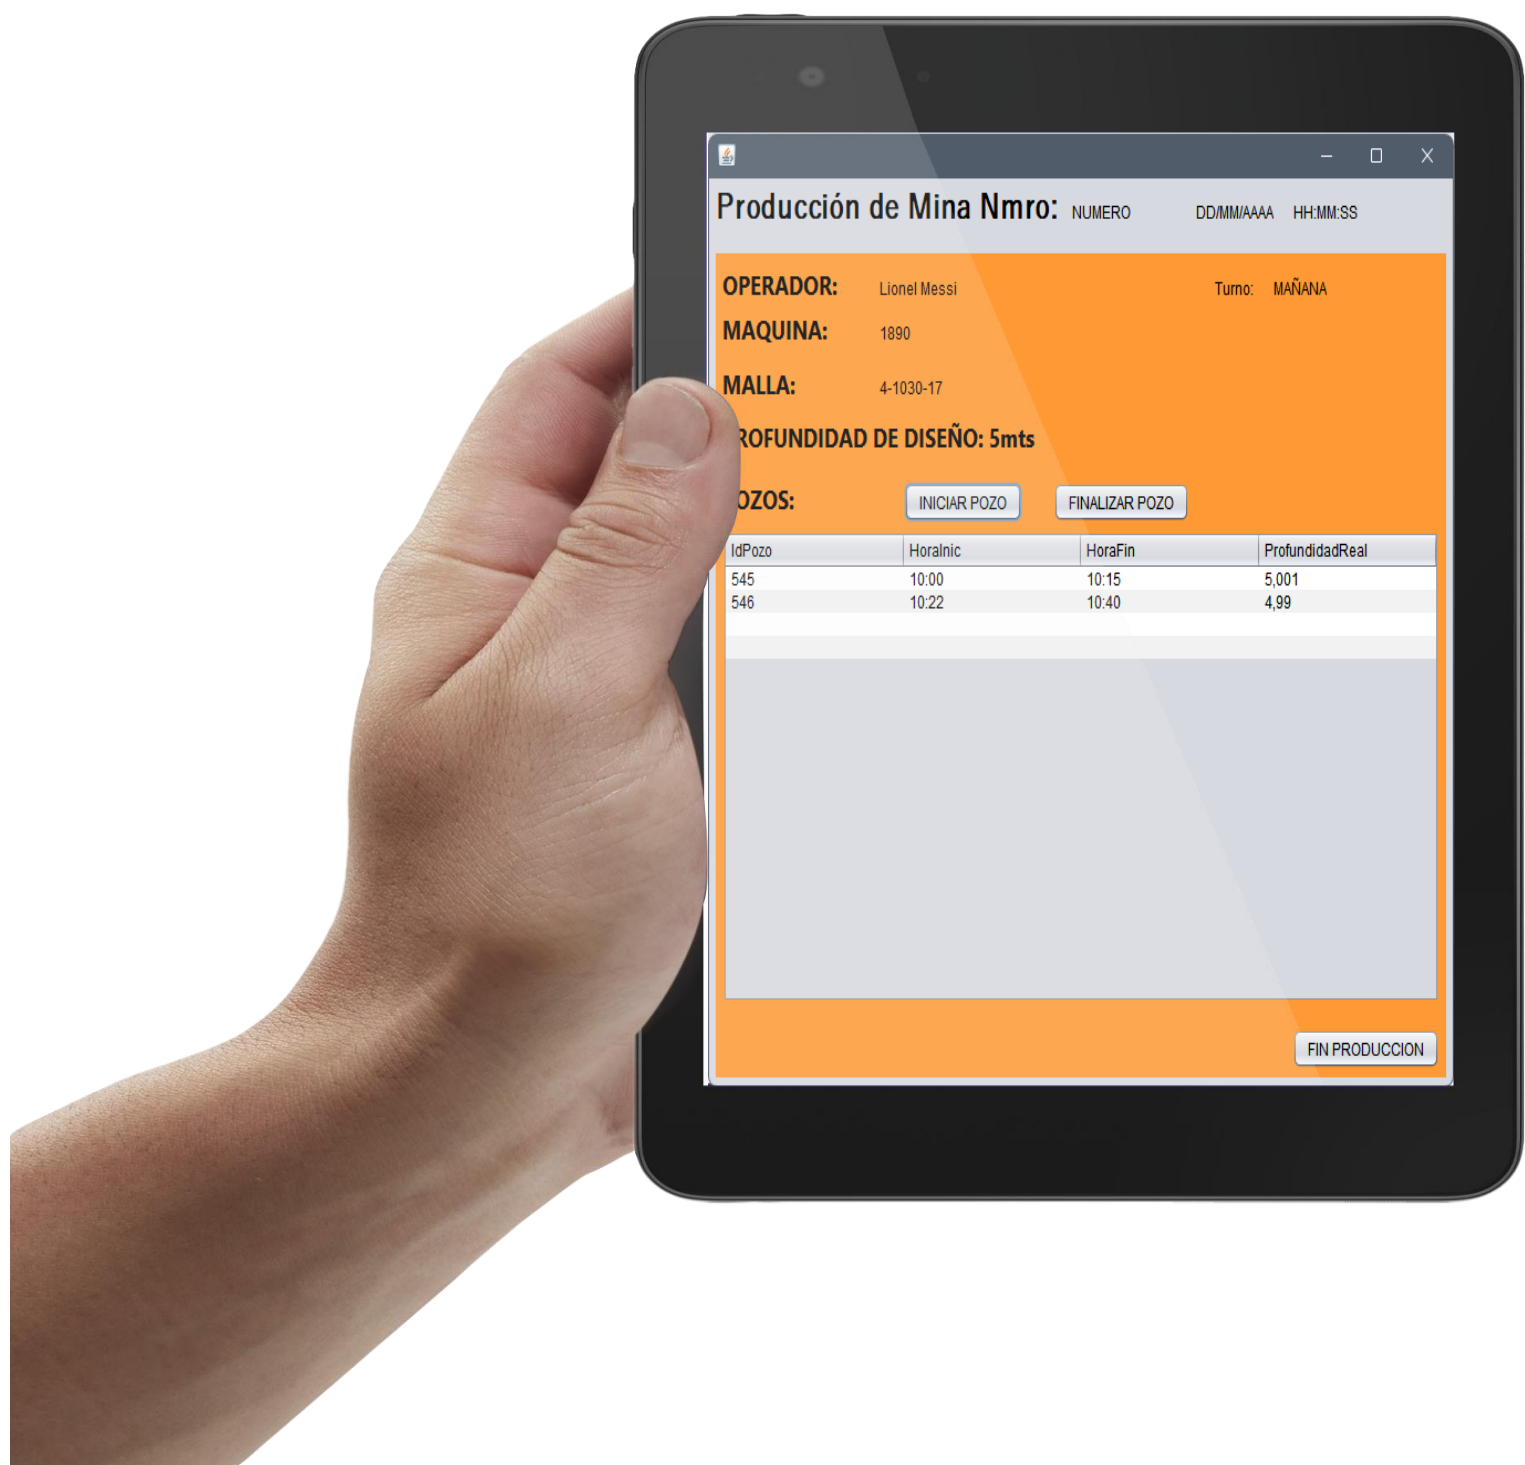 Producción de Mina Nmro: NUMERO DD/MM/AAAA HH:MM:SS
OPERADOR: Lionel Messi Turno: MAÑANA
MAQUINA: 1890
MALLA: 4-1030-17
ROFUNDIDAD DE DISEÑO: 5mts
OZOS: INICIAR POZO FINALIZAR POZO
IdPozo HoraInic HoraFin ProfundidadReal
545 10:00 10:15 5,001
546 10:22 10:40 4,99
FIN PRODUCCION